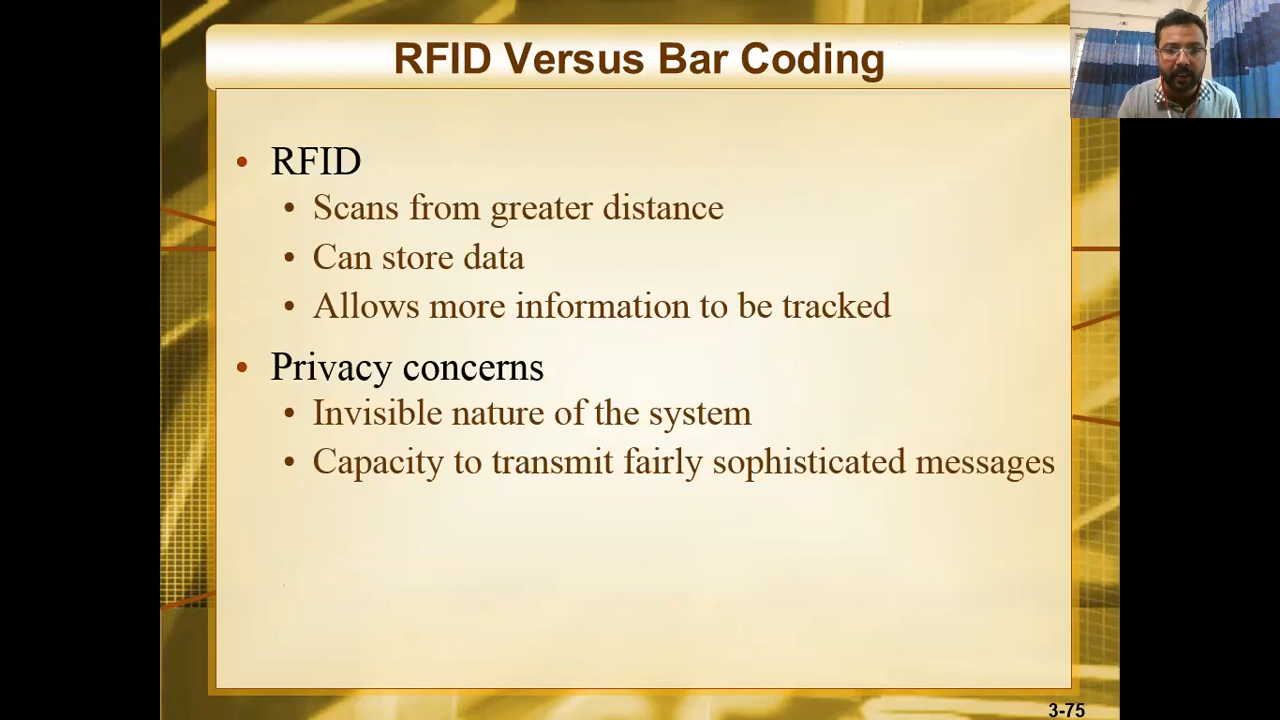 RFID Versus Bar Coding
• RFID
• Scans from greater distance
• Can store data
• Allows more information to be tracked
• Privacy concerns
• Invisible nature of the system
• Capacity to transmit fairly sophisticated messages
3-75